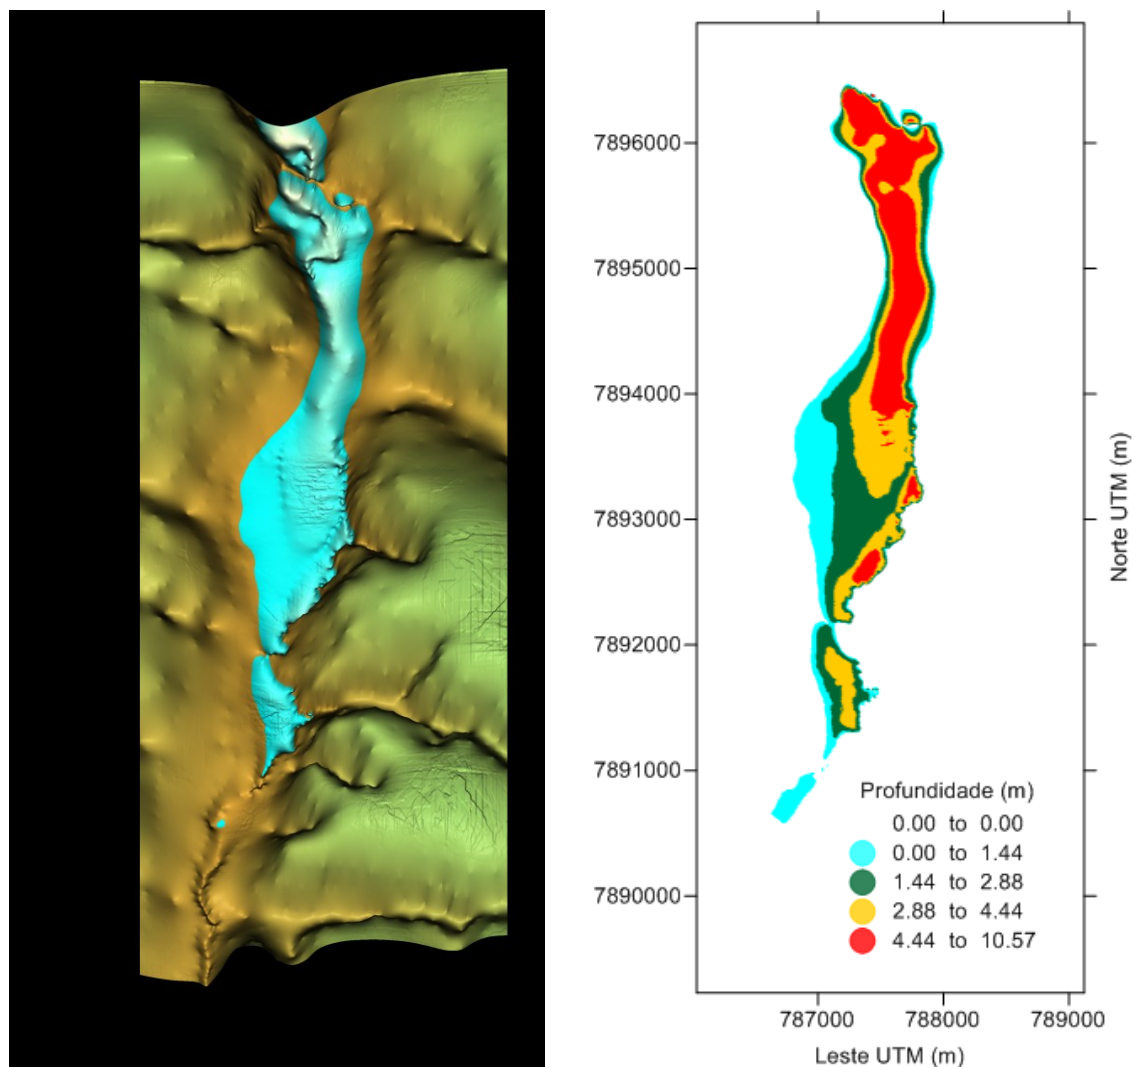 7896000
7895000
7894000
7893000
7892000
7891000
7890000
Norte UTM (m)
Profundidade (m)
0.00 to 0.00
0.00 to 1.44
1.44 to 2.88
2.88 to 4.44
4.44 to 10.57
787000 788000 789000
Leste UTM (m)